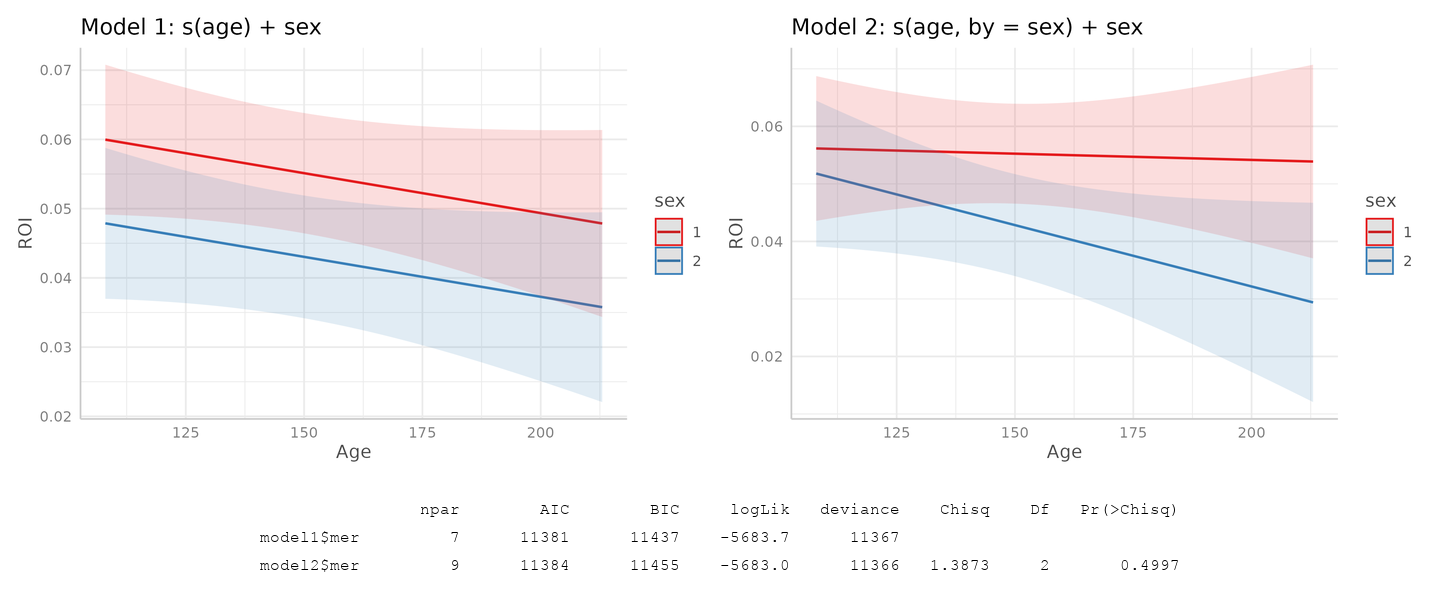 Model 1: s(age) + sex
0.07
0.06
0.05
0.04
0.03
0.02
ROI
125 150 175 200
Age
sex
1
2
Model 2: s(age, by = sex) + sex
0.06
0.04
0.02
ROI
125 150 175 200
Age
sex
1
2
npar AIC BIC logLik deviance Chisq Df Pr(>Chisq)
model1$mer 7 11381 11437 -5683.7 11367
model2$mer 9 11384 11455 -5683.0 11366 1.3873 2 0.4997